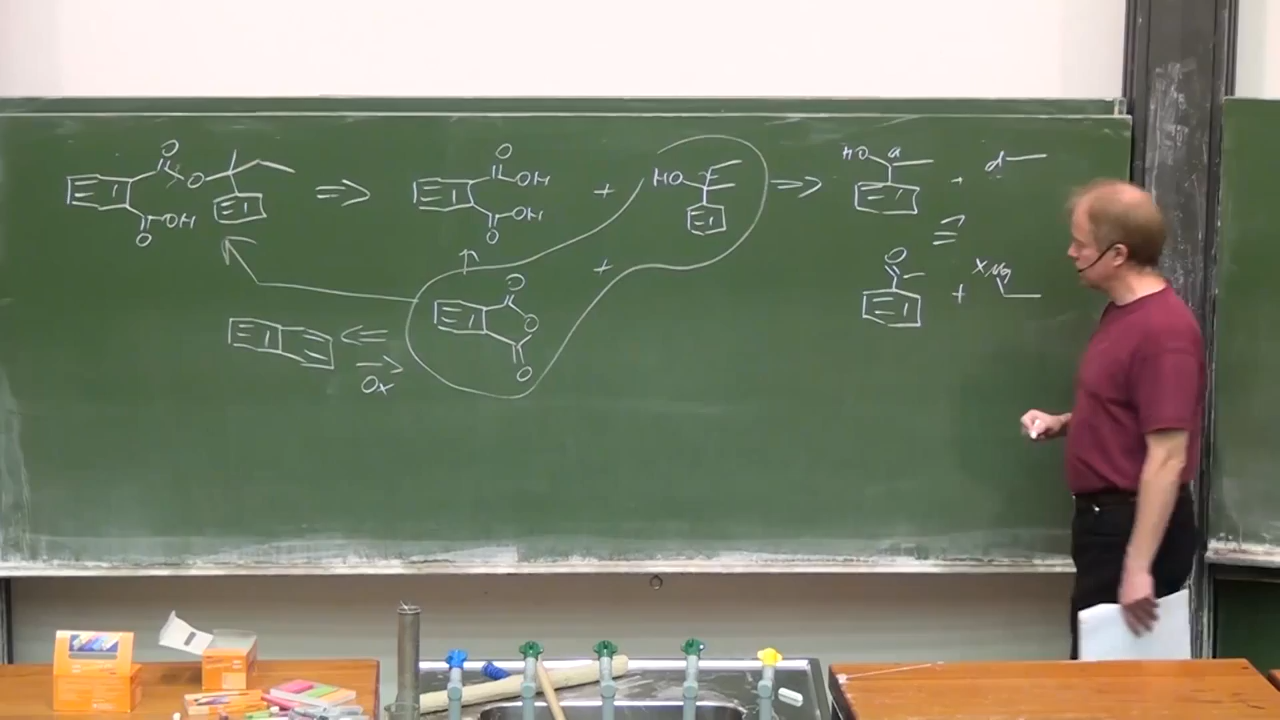 O O HO a d
O OH + HO +
OH OH
O O
O O XMg
+ +
O
O
Ox